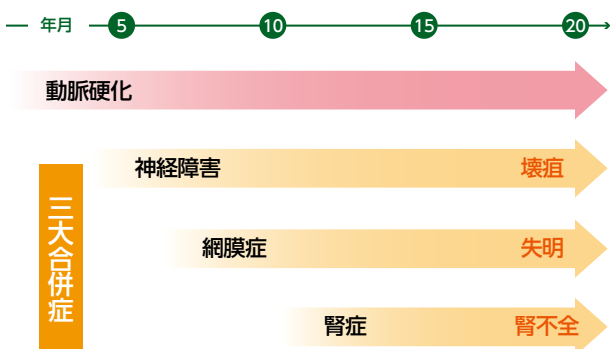 年月 5 10 15 20
動脈硬化
三大合併症
神経障害 壊疽
網膜症 失明
腎症 腎不全